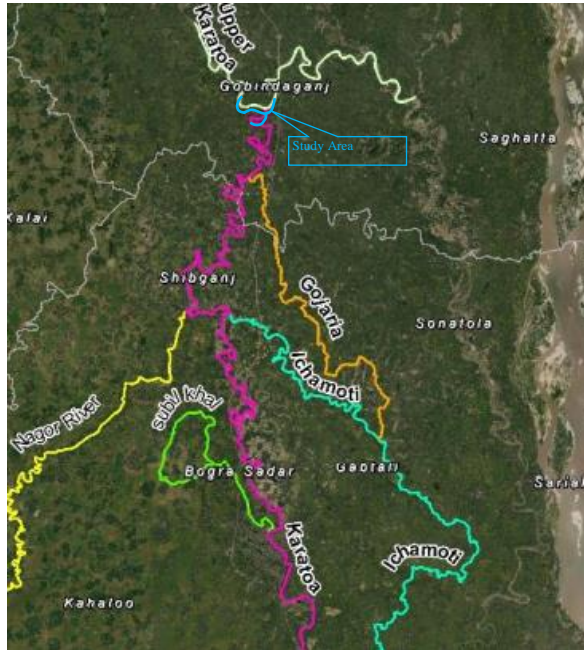 Upper
Karatoa
Gobindaganj
Study Area
Saghatta
Kalai
Shibganj
Gojaria
Sonatola
Ichamoti
Nagor River
subil khal
Bogra Sadar
Gabtali
Sariak
Karatoa
Ichamoti
Kahaloo